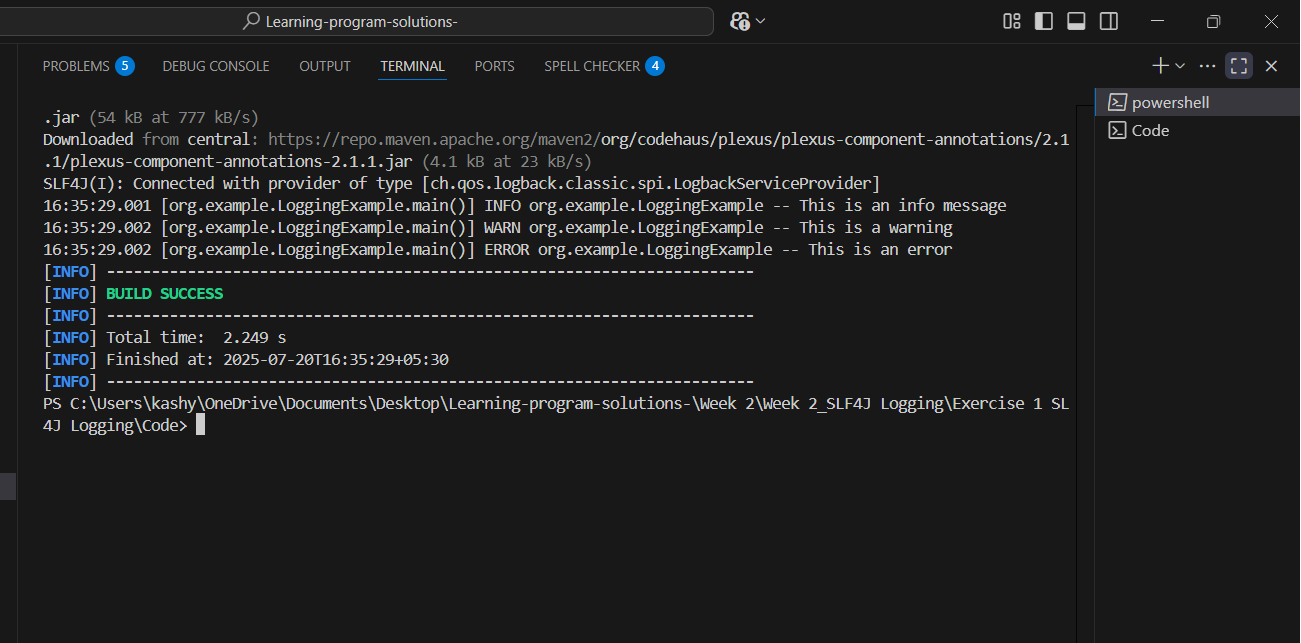 Learning-program-solutions-
PROBLEMS 5 DEBUG CONSOLE OUTPUT TERMINAL PORTS SPELL CHECKER 4
powershell
Code
.jar (54 kB at 777 kB/s)
Downloaded from central: https://repo.maven.apache.org/maven2/org/codehaus/plexus/plexus-component-annotations/2.1
.1/plexus-component-annotations-2.1.1.jar (4.1 kB at 23 kB/s)
SLF4J(I): Connected with provider of type [ch.qos.logback.classic.spi.LogbackServiceProvider]
16:35:29.001 [org.example.LoggingExample.main()] INFO org.example.LoggingExample -- This is an info message
16:35:29.002 [org.example.LoggingExample.main()] WARN org.example.LoggingExample -- This is a warning
16:35:29.002 [org.example.LoggingExample.main()] ERROR org.example.LoggingExample -- This is an error
[INFO] ------------------------------------------------------------------------
[INFO] BUILD SUCCESS
[INFO] ------------------------------------------------------------------------
[INFO] Total time:  2.249 s
[INFO] Finished at: 2025-07-20T16:35:29+05:30
[INFO] ------------------------------------------------------------------------
PS C:\Users\kashy\OneDrive\Documents\Desktop\Learning-program-solutions-\Week 2\Week 2_SLF4J Logging\Exercise 1 SL
4J Logging\Code>